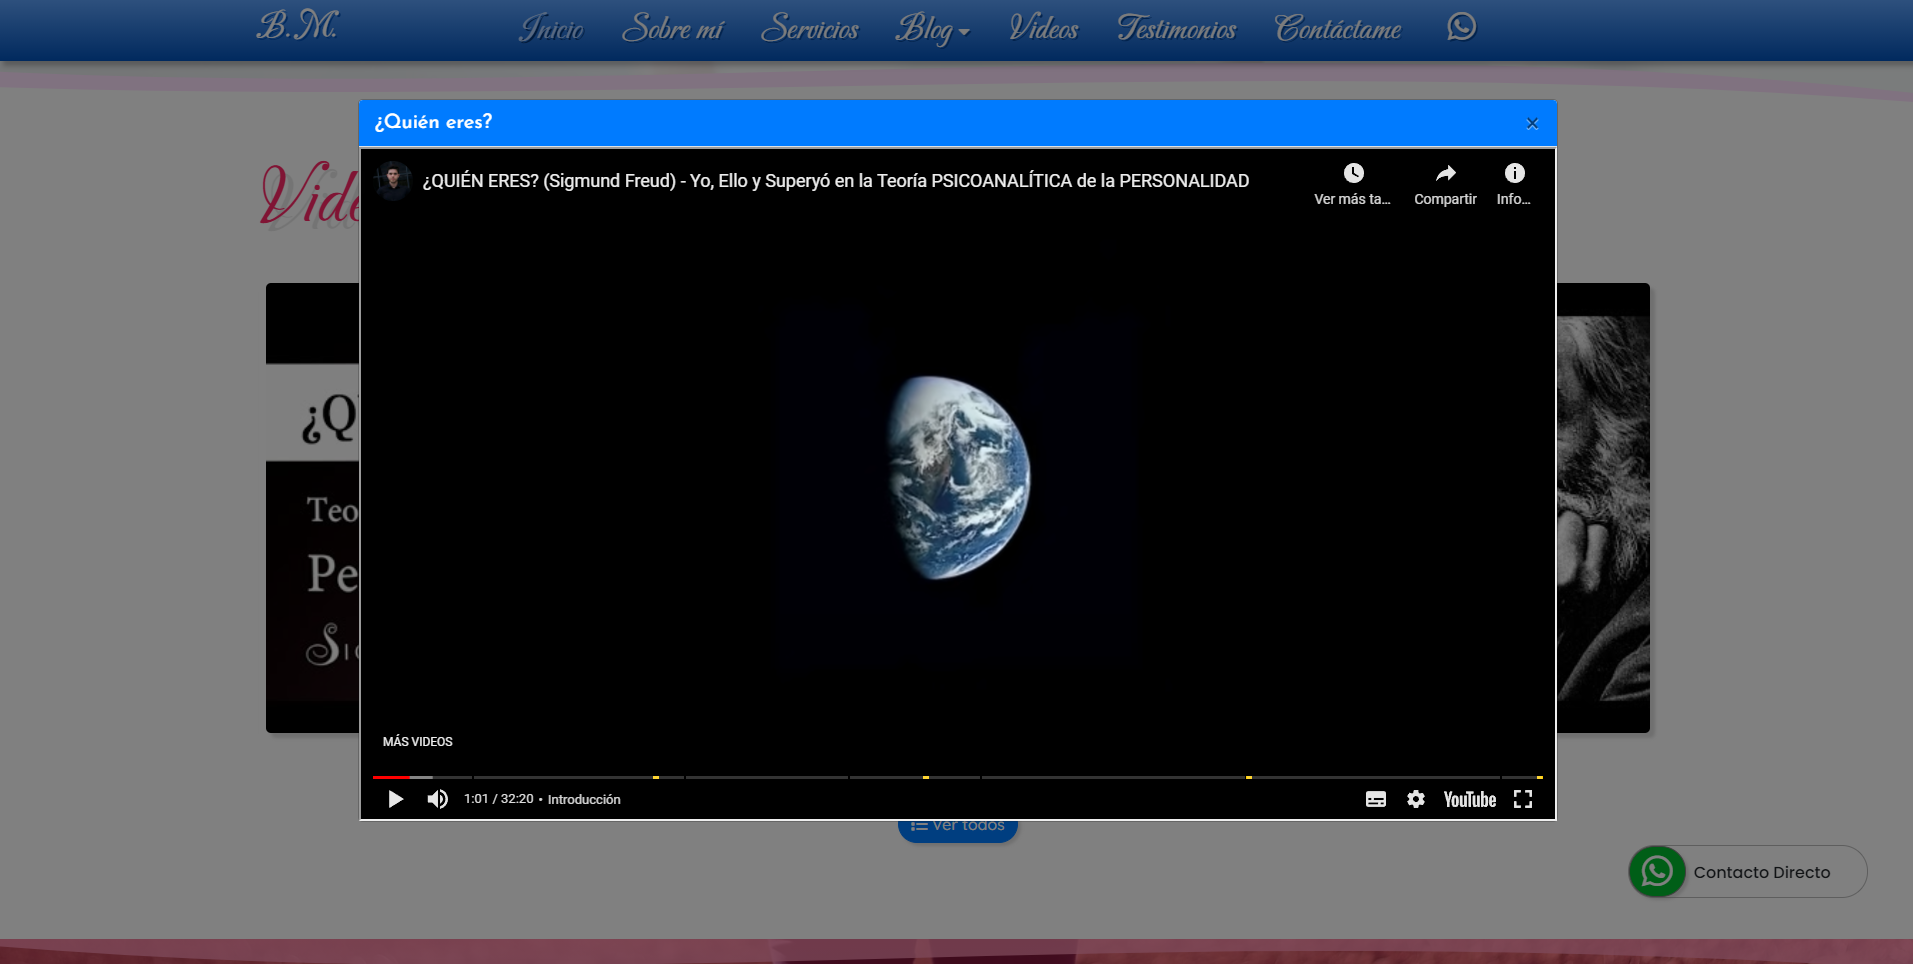 B.M.
Inicio
Sobre mí
Servicios
Blog
Videos
Testimonios
Contáctame
¿Quién eres?
×
¿QUIÉN ERES? (Sigmund Freud) - Yo, Ello y Superyó en la Teoría PSICOANALÍTICA de la PERSONALIDAD
Ver más ta...
Compartir
Info...
Vide
¿Q
Teo
Pe
Sig
MÁS VIDEOS
1:01 / 32:20 • Introducción
YouTube
Ver todos
Contacto Directo